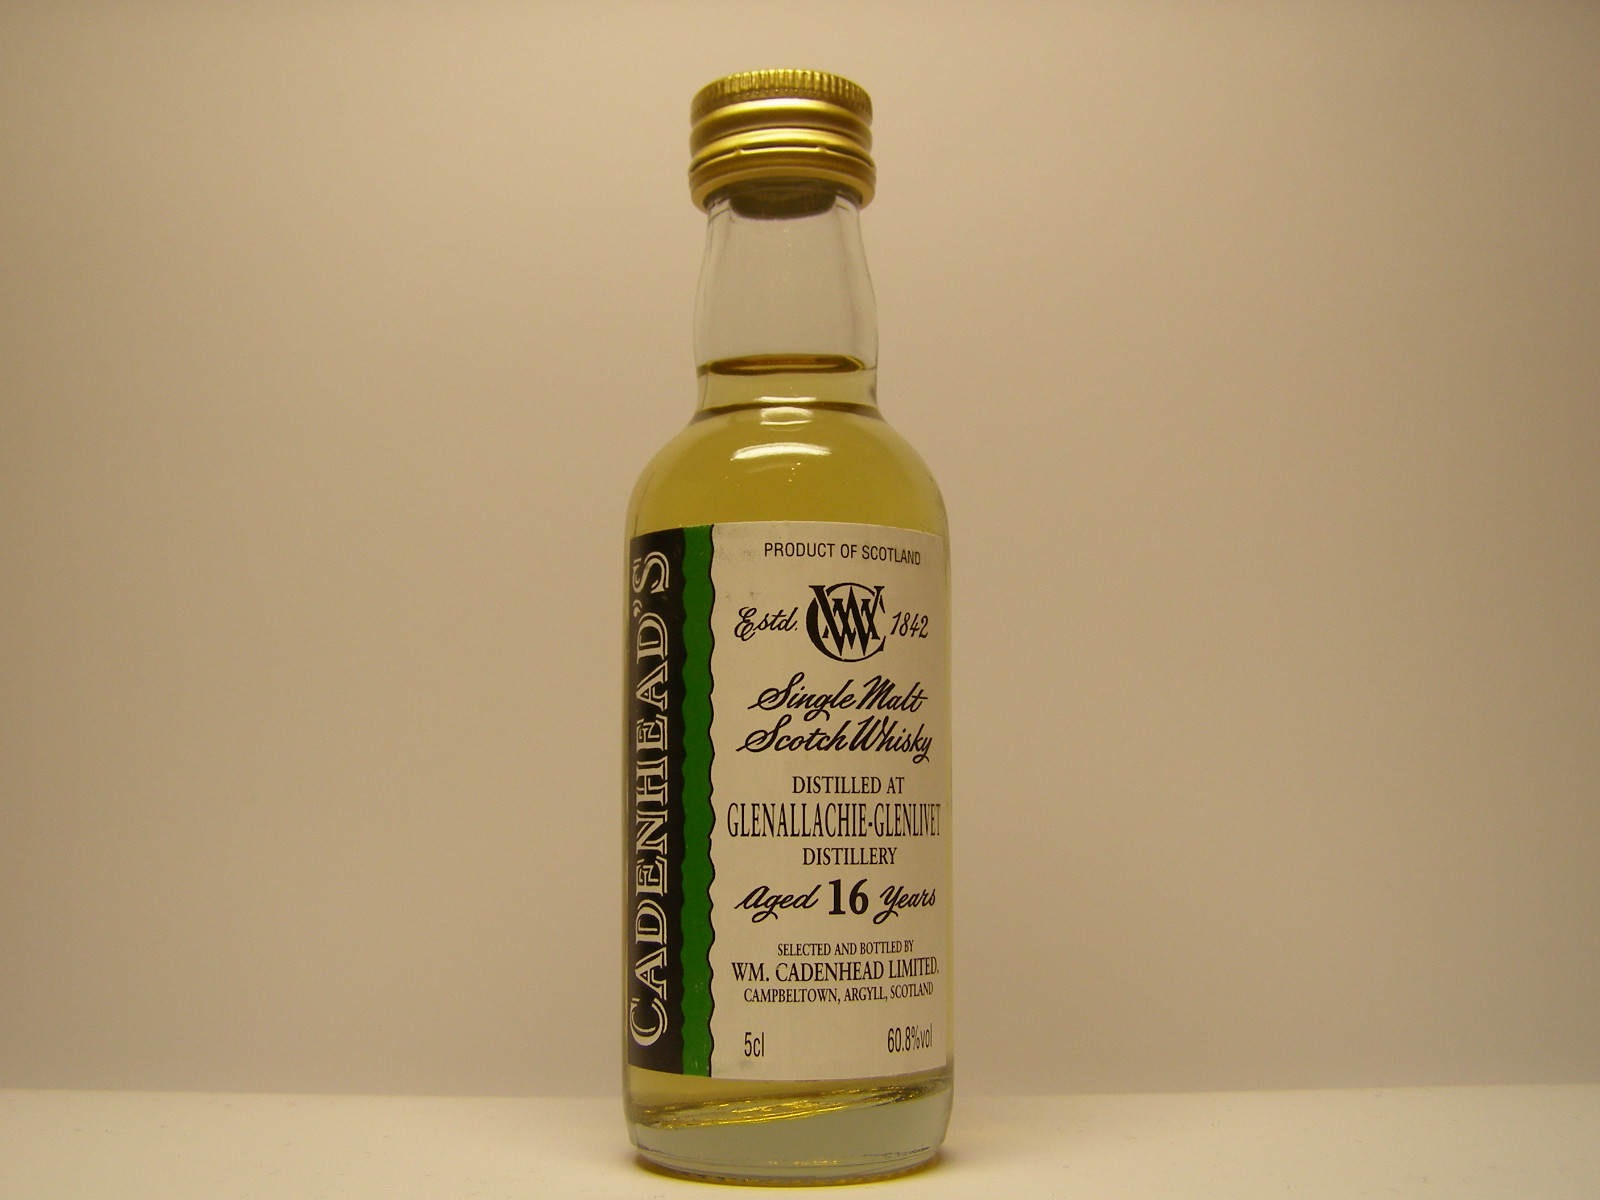 CADENHEAD'S
PRODUCT OF SCOTLAND
Estd. WC 1842
Single Malt
Scotch Whisky
DISTILLED AT
GLENALLACHIE-GLENLIVET
DISTILLERY
Aged 16 Years
SELECTED AND BOTTLED BY
WM. CADENHEAD LIMITED.
CAMPBELTOWN, ARGYLL, SCOTLAND
5cl 60.8%vol